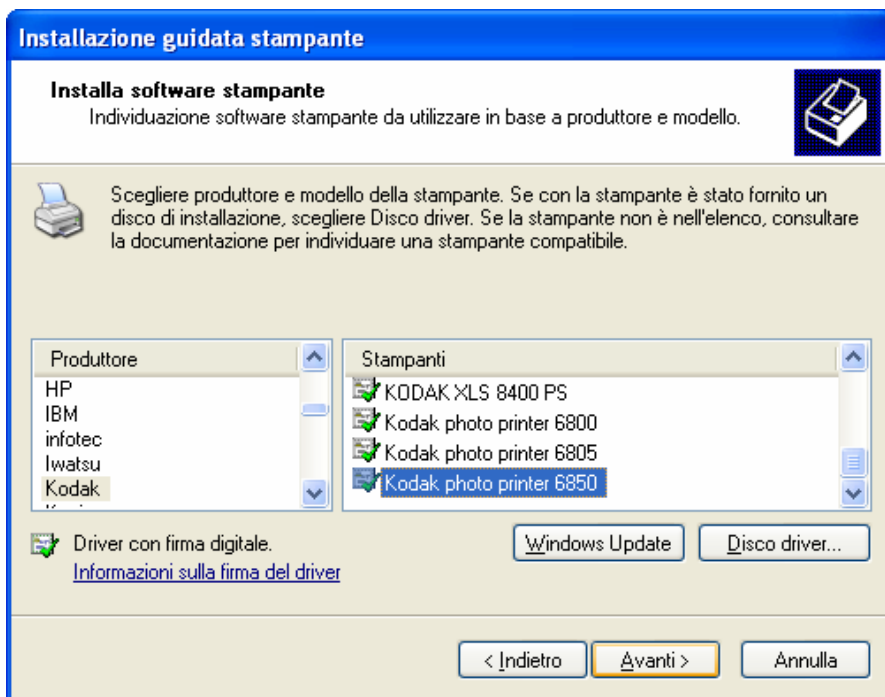 Installazione guidata stampante
Installa software stampante
Individuazione software stampante da utilizzare in base a produttore e modello.
Scegliere produttore e modello della stampante. Se con la stampante è stato fornito un
disco di installazione, scegliere Disco driver. Se la stampante non è nell'elenco, consultare
la documentazione per individuare una stampante compatibile.
Produttore
HP
IBM
infotec
Iwatsu
Kodak
Stampanti
KODAK XLS 8400 PS
Kodak photo printer 6800
Kodak photo printer 6805
Kodak photo printer 6850
Driver con firma digitale.
Informazioni sulla firma del driver
Windows Update
Disco driver...
< Indietro
Avanti >
Annulla